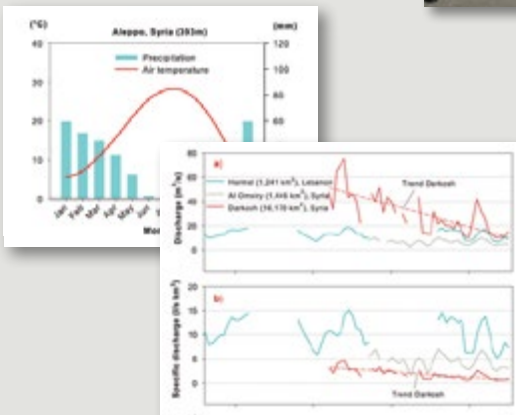 (°C)
Aleppo, Syria (393m)
(mm)
40
30
20
10
0
120
100
80
60
Precipitation
Air temperature
Jan
Feb
Mar
Apr
May
Jun
a)
Discharge (m³/s)
80
60
40
20
0
Hermel (1,241 km²), Lebanon
Al Omeiry (1,416 km²), Syria
Darkosh (16,170 km²), Syria
Trend Darkosh
b)
Specific discharge (l/s km²)
20
15
10
5
0
Trend Darkosh